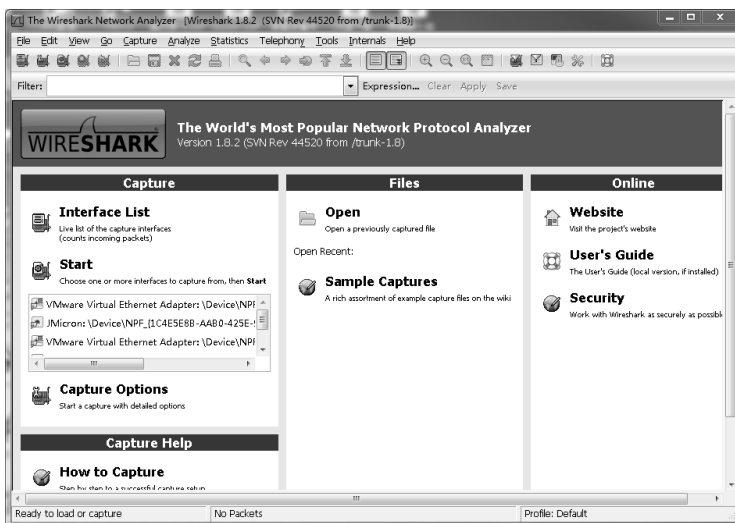 The Wireshark Network Analyzer [Wireshark 1.8.2 (SVN Rev 44520 from /trunk-1.8)]
File Edit View Go Capture Analyze Statistics Telephony Tools Internals Help
Filter: Expression... Clear Apply Save
WIRESHARK
The World's Most Popular Network Protocol Analyzer
Version 1.8.2 (SVN Rev 44520 from /trunk-1.8)
Capture
Interface List
Live list of the capture interfaces
(counts incoming packets)
Start
Choose one or more interfaces to capture from, then Start
VMware Virtual Ethernet Adapter: \Device\NPF
JMicron: \Device\NPF_{1C4E5E8B-AAB0-425E-
VMware Virtual Ethernet Adapter: \Device\NPF
Capture Options
Start a capture with detailed options
Capture Help
How to Capture
Step by step to a successful capture setup
Files
Open
Open a previously captured file
Open Recent:
Sample Captures
A rich assortment of example capture files on the wiki
Online
Website
Visit the project's website
User's Guide
The User's Guide (local version, if installed)
Security
Work with Wireshark as securely as possible
Ready to load or capture
No Packets
Profile: Default